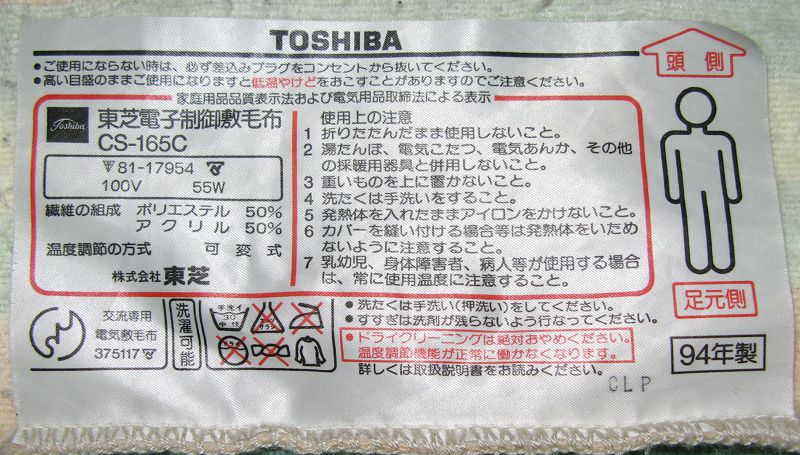 TOSHIBA
●ご使用にならない時は、必ず差込みプラグをコンセントから抜いてください。
●高い目盛のままご使用になりますと低温やけどをおこすことがありますのでご注意ください。
頭側
家庭用品品質表示法および電気用品取締法による表示
Toshiba
東芝電子制御敷毛布
CS-165C
81-17954
100V 55W
繊維の組成 ポリエステル 50%
アクリル 50%
温度調節の方式 可変式
株式会社 東芝
使用上の注意
1 折りたたんだまま使用しないこと。
2 湯たんぽ、電気こたつ、電気あんか、その他
の採暖用器具と併用しないこと。
3 重いものを上に置かないこと。
4 洗たくは手洗いをすること。
5 発熱体を入れたままアイロンをかけないこと。
6 カバーを縫い付ける場合等は発熱体をいため
ないように注意すること。
7 乳幼児、身体障害者、病人等が使用する場合
は、常に使用温度に注意すること。
足元側
交流専用
電気敷毛布
375117
洗濯可能
手洗イ
30
中性
●洗たくは手洗い(押洗い)をしてください。
●すすぎは洗剤が残らないよう行なってください。
●ドライクリーニングは絶対おやめください。
温度調節機能が正常に働かなくなります。
詳しくは取扱説明書をお読みください。
94年製
CLP